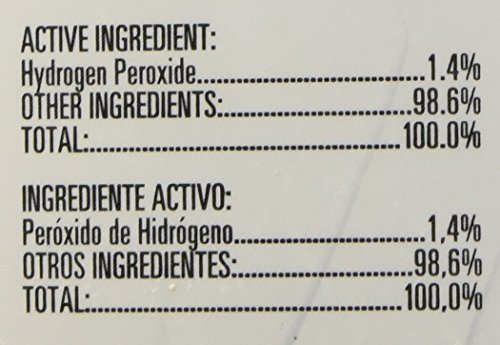 ACTIVE INGREDIENT:
Hydrogen Peroxide..............................1.4%
OTHER INGREDIENTS:.........................98.6%
TOTAL:..........................................100.0%
INGREDIENTE ACTIVO:
Peróxido de Hidrógeno.........................1,4%
OTROS INGREDIENTES:.......................98,6%
TOTAL:..........................................100,0%